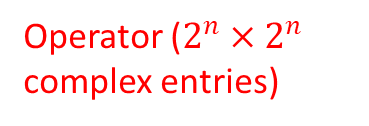 Operator (2ⁿ × 2ⁿ
complex entries)